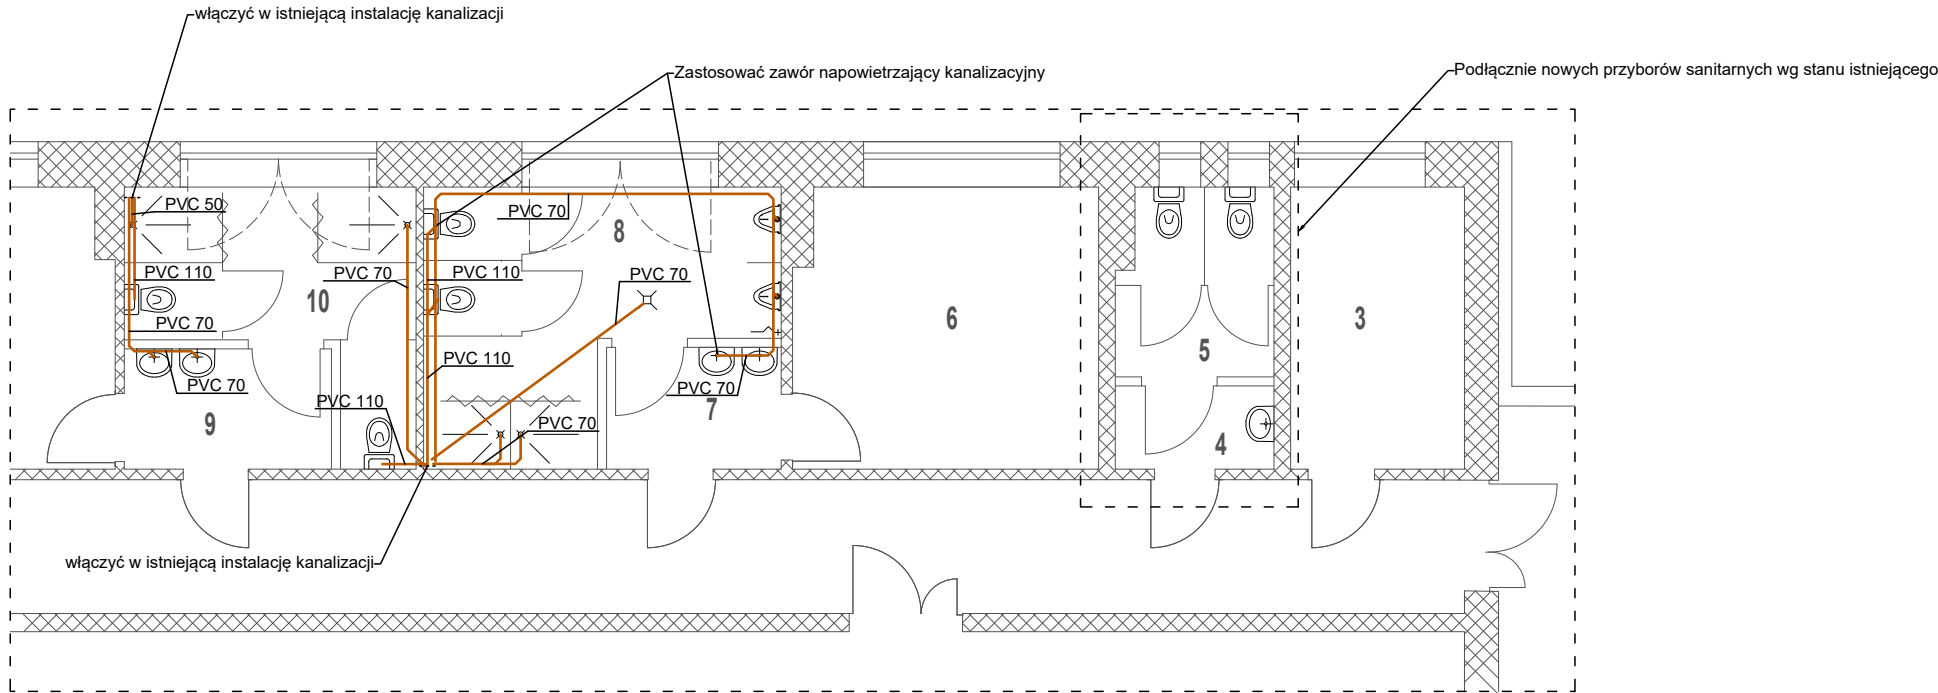 włączyć w istniejącą instalację kanalizacji
Zastosować zawór napowietrzający kanalizacyjny
Podłącznie nowych przyborów sanitarnych wg stanu istniejącego
PVC 50
PVC 70
8
PVC 110
PVC 70
PVC 110
PVC 70
10
6
3
PVC 70
5
PVC 110
PVC 70
PVC 70
PVC 110
7
9
PVC 70
4
włączyć w istniejącą instalację kanalizacji